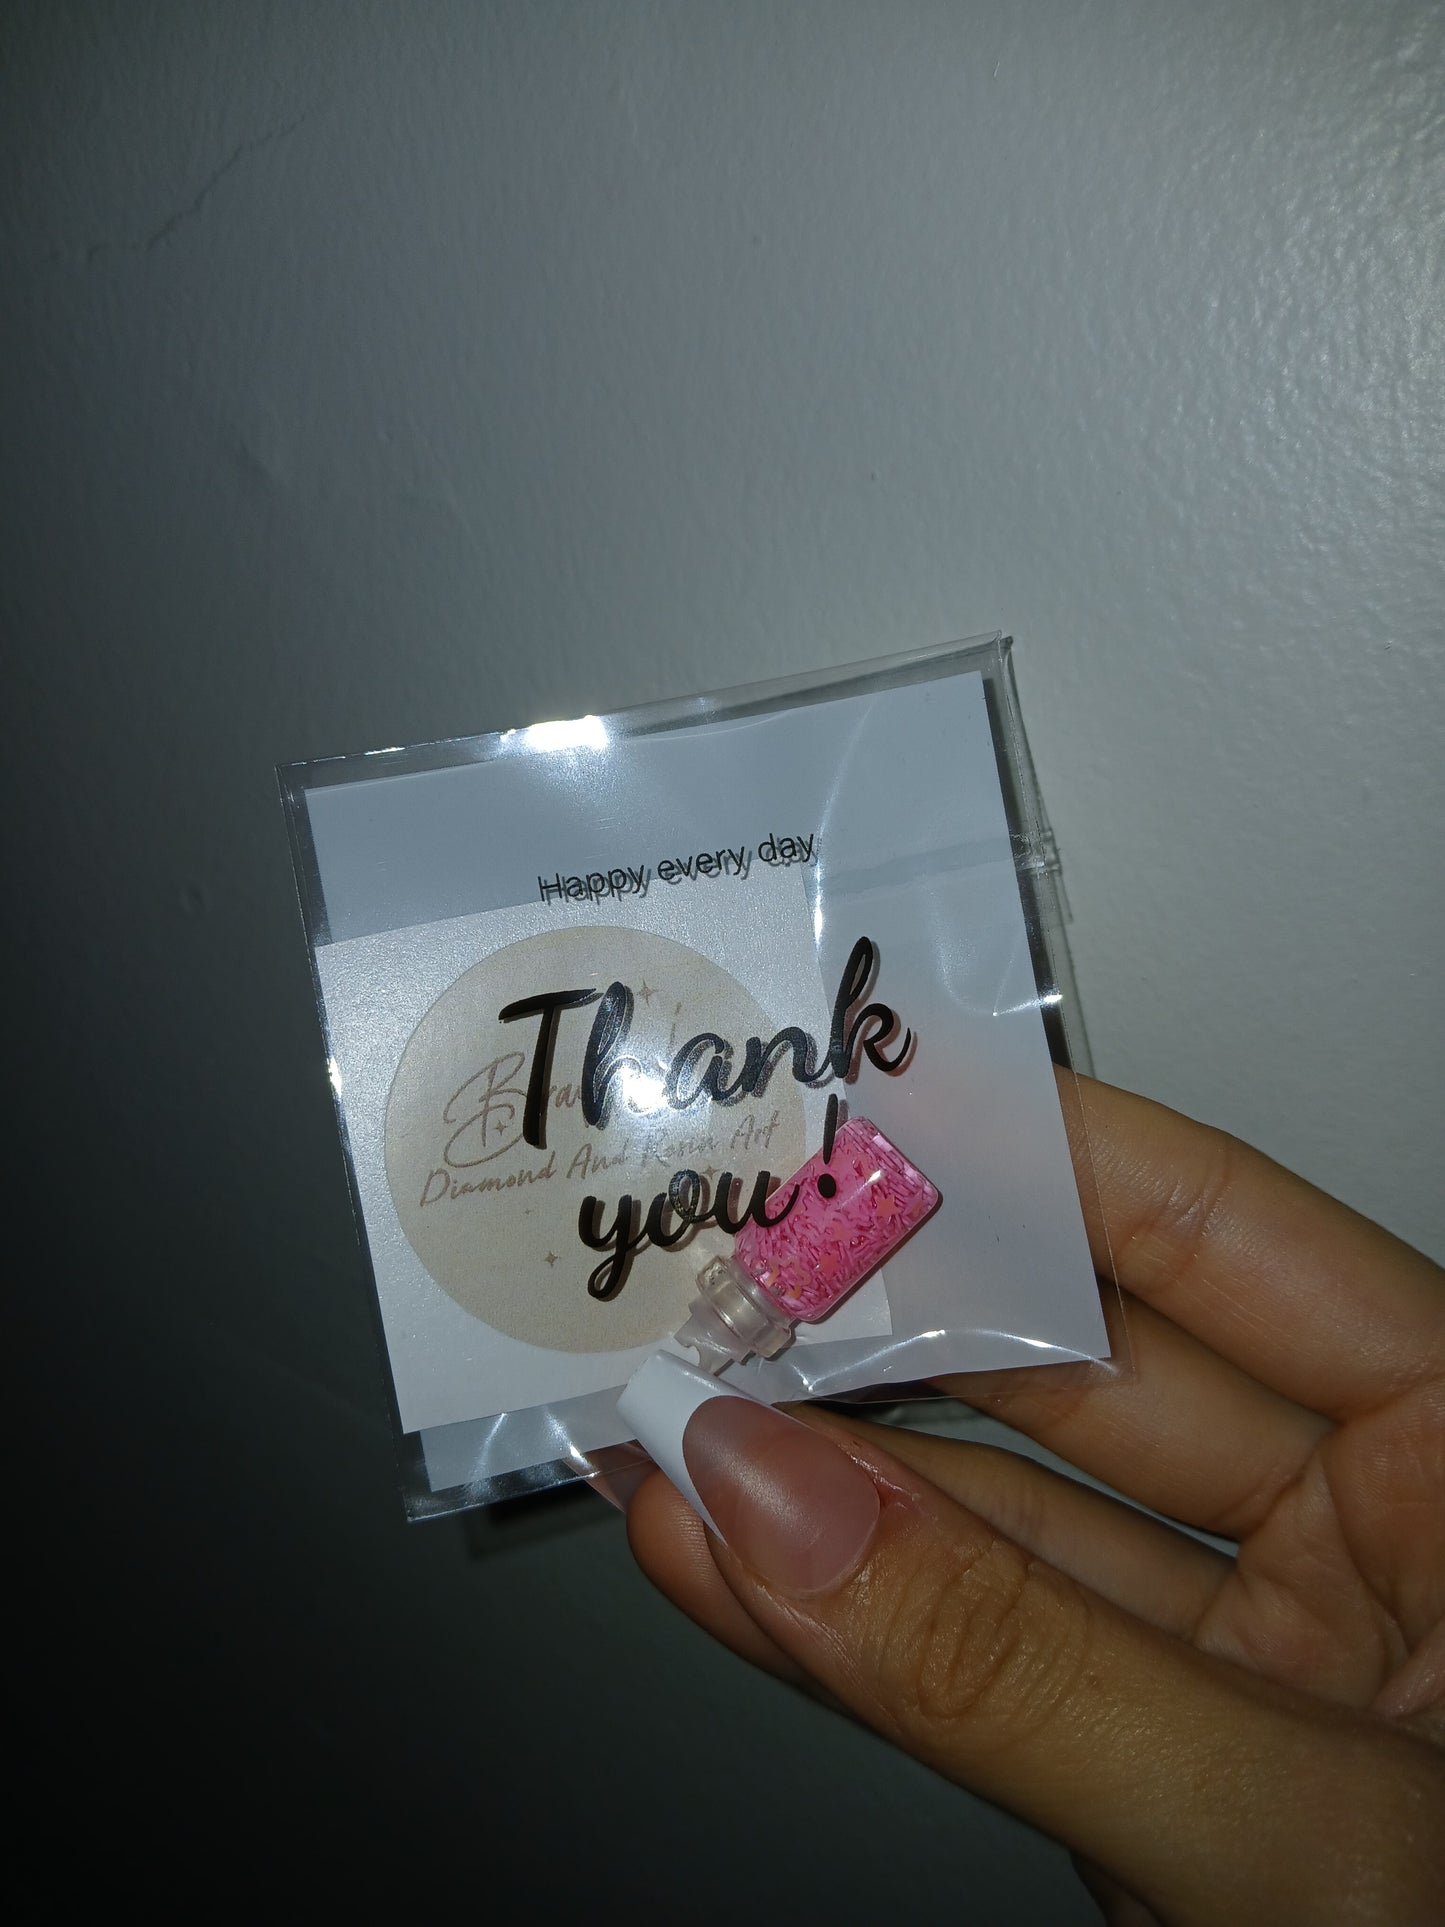 Happy every day
Thank
you!
Diamond And Resin Art